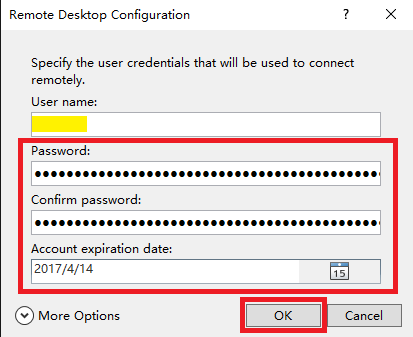 Remote Desktop Configuration ?
Specify the user credentials that will be used to connect
remotely.
User name:
Password:
●●●●●●●●●●●●●●●●●●●●●●●●●●●●●●●●●●●●●●●●●●●
Confirm password:
●●●●●●●●●●●●●●●●●●●●●●●●●●●●●●●●●●●●●●●●●●●
Account expiration date:
2017/4/14 15
More Options OK Cancel